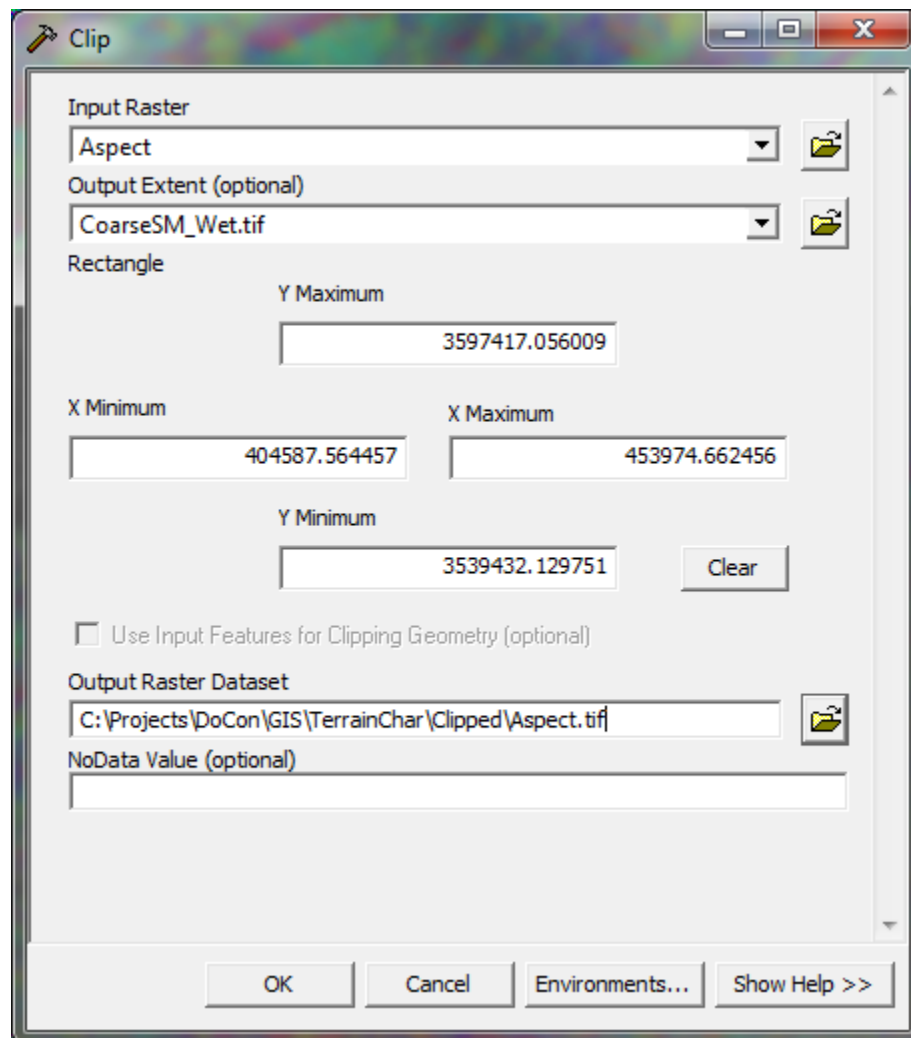 Clip
Input Raster
Aspect
Output Extent (optional)
CoarseSM_Wet.tif
Rectangle
Y Maximum
3597417.056009
X Minimum
X Maximum
404587.564457
453974.662456
Y Minimum
3539432.129751
Clear
Use Input Features for Clipping Geometry (optional)
Output Raster Dataset
C:\Projects\DoCon\GIS\TerrainChar\Clipped\Aspect.tif
NoData Value (optional)
OK
Cancel
Environments...
Show Help >>